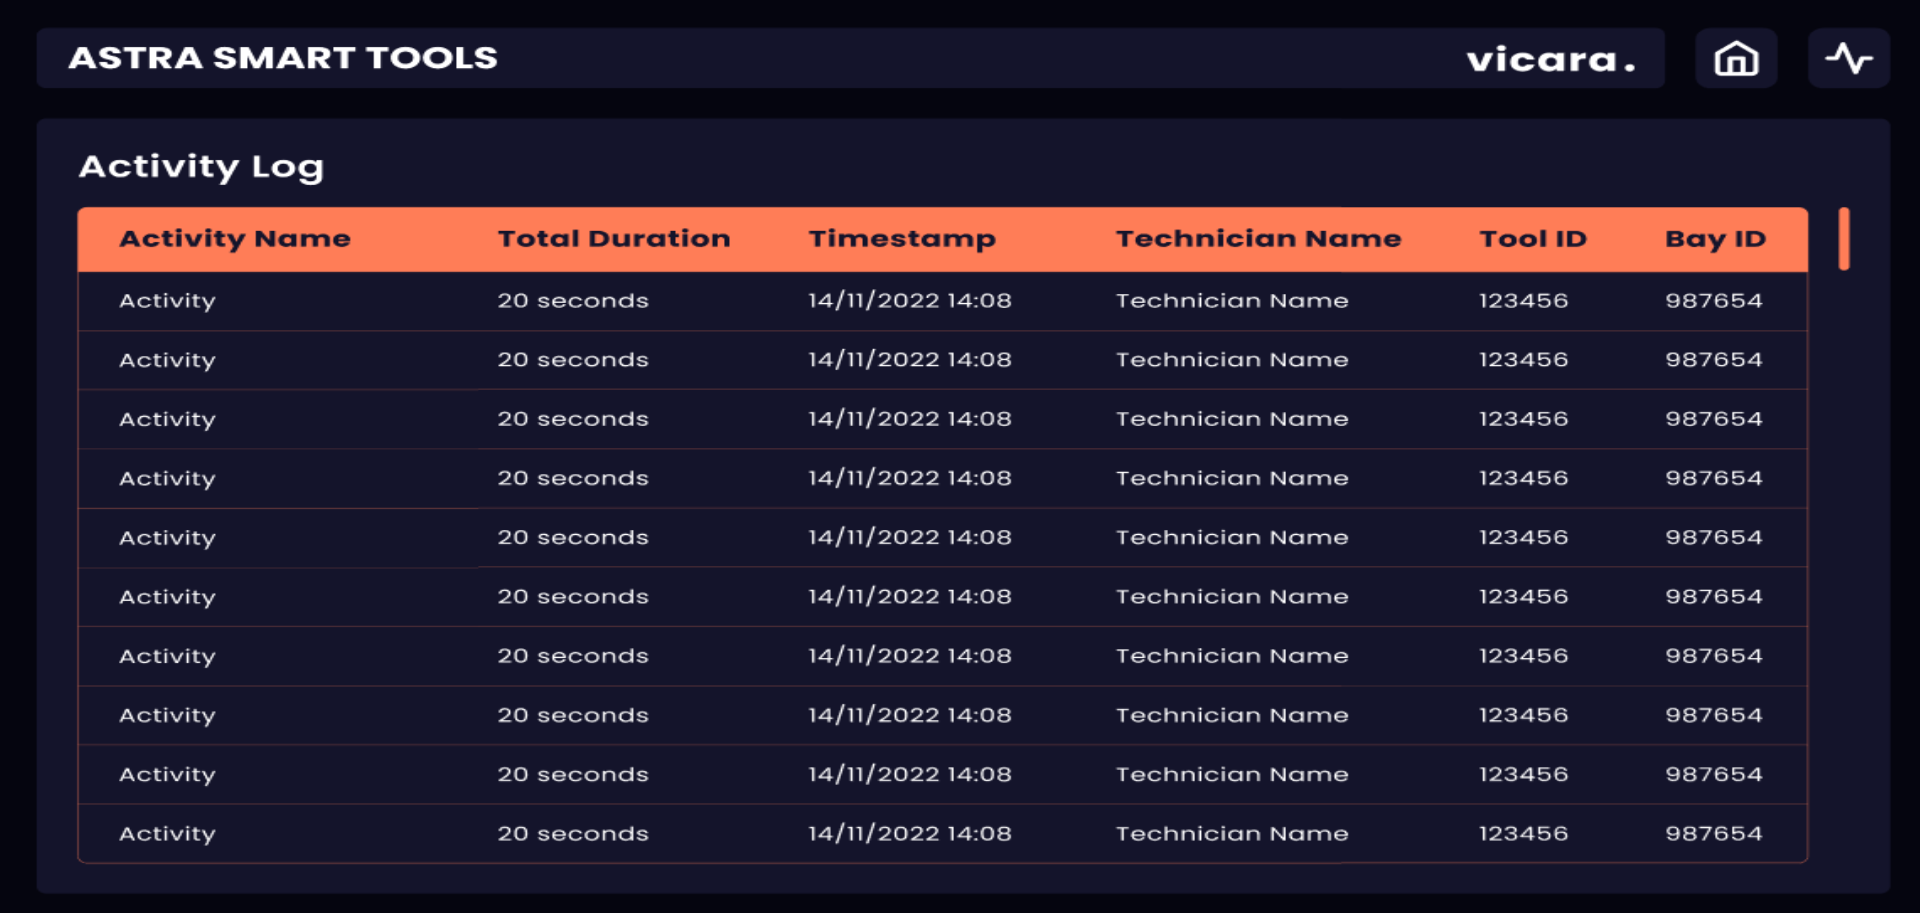 ASTRA SMART TOOLS vicara.
Activity Log
Activity Name Total Duration Timestamp Technician Name Tool ID Bay ID
Activity 20 seconds 14/11/2022 14:08 Technician Name 123456 987654
Activity 20 seconds 14/11/2022 14:08 Technician Name 123456 987654
Activity 20 seconds 14/11/2022 14:08 Technician Name 123456 987654
Activity 20 seconds 14/11/2022 14:08 Technician Name 123456 987654
Activity 20 seconds 14/11/2022 14:08 Technician Name 123456 987654
Activity 20 seconds 14/11/2022 14:08 Technician Name 123456 987654
Activity 20 seconds 14/11/2022 14:08 Technician Name 123456 987654
Activity 20 seconds 14/11/2022 14:08 Technician Name 123456 987654
Activity 20 seconds 14/11/2022 14:08 Technician Name 123456 987654
Activity 20 seconds 14/11/2022 14:08 Technician Name 123456 987654